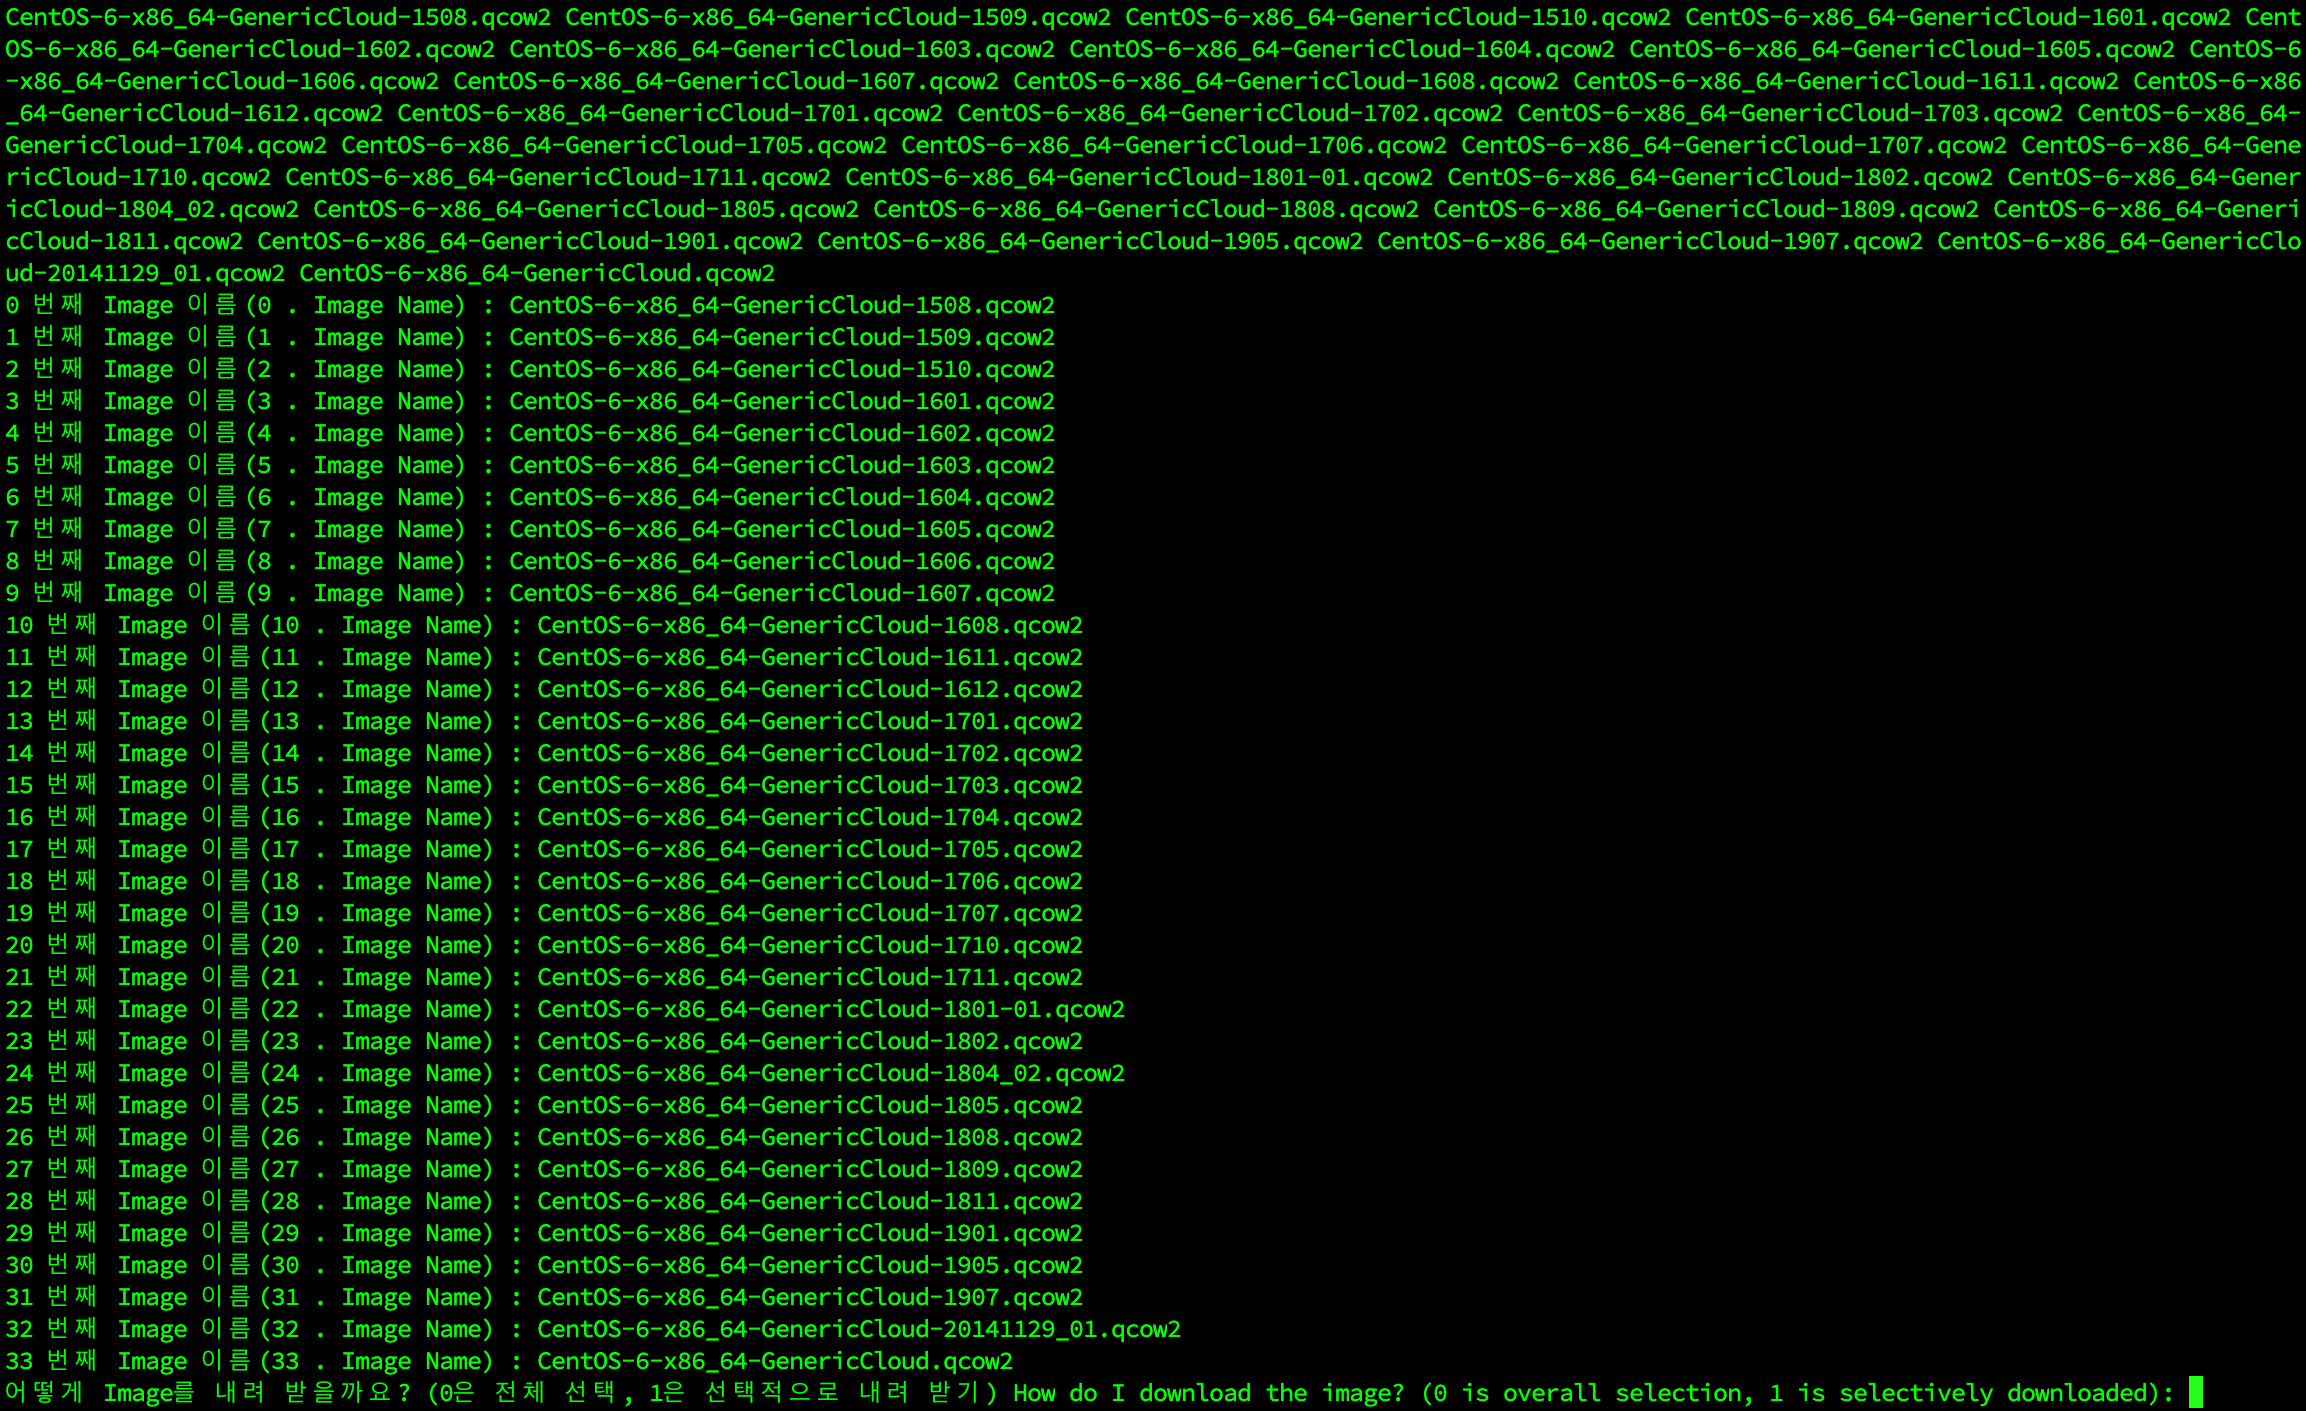 CentOS-6-x86_64-GenericCloud-1508.qcow2 CentOS-6-x86_64-GenericCloud-1509.qcow2 CentOS-6-x86_64-GenericCloud-1510.qcow2 CentOS-6-x86_64-GenericCloud-1601.qcow2 Cent
OS-6-x86_64-GenericCloud-1602.qcow2 CentOS-6-x86_64-GenericCloud-1603.qcow2 CentOS-6-x86_64-GenericCloud-1604.qcow2 CentOS-6-x86_64-GenericCloud-1605.qcow2 CentOS-6
-x86_64-GenericCloud-1606.qcow2 CentOS-6-x86_64-GenericCloud-1607.qcow2 CentOS-6-x86_64-GenericCloud-1608.qcow2 CentOS-6-x86_64-GenericCloud-1611.qcow2 CentOS-6-x86
_64-GenericCloud-1612.qcow2 CentOS-6-x86_64-GenericCloud-1701.qcow2 CentOS-6-x86_64-GenericCloud-1702.qcow2 CentOS-6-x86_64-GenericCloud-1703.qcow2 CentOS-6-x86_64-
GenericCloud-1704.qcow2 CentOS-6-x86_64-GenericCloud-1705.qcow2 CentOS-6-x86_64-GenericCloud-1706.qcow2 CentOS-6-x86_64-GenericCloud-1707.qcow2 CentOS-6-x86_64-Gene
ricCloud-1710.qcow2 CentOS-6-x86_64-GenericCloud-1711.qcow2 CentOS-6-x86_64-GenericCloud-1801-01.qcow2 CentOS-6-x86_64-GenericCloud-1802.qcow2 CentOS-6-x86_64-Gener
icCloud-1804_02.qcow2 CentOS-6-x86_64-GenericCloud-1805.qcow2 CentOS-6-x86_64-GenericCloud-1808.qcow2 CentOS-6-x86_64-GenericCloud-1809.qcow2 CentOS-6-x86_64-Generi
cCloud-1811.qcow2 CentOS-6-x86_64-GenericCloud-1901.qcow2 CentOS-6-x86_64-GenericCloud-1905.qcow2 CentOS-6-x86_64-GenericCloud-1907.qcow2 CentOS-6-x86_64-GenericClo
ud-20141129_01.qcow2 CentOS-6-x86_64-GenericCloud.qcow2
0 번째 Image 이름(0 . Image Name) : CentOS-6-x86_64-GenericCloud-1508.qcow2
1 번째 Image 이름(1 . Image Name) : CentOS-6-x86_64-GenericCloud-1509.qcow2
2 번째 Image 이름(2 . Image Name) : CentOS-6-x86_64-GenericCloud-1510.qcow2
3 번째 Image 이름(3 . Image Name) : CentOS-6-x86_64-GenericCloud-1601.qcow2
4 번째 Image 이름(4 . Image Name) : CentOS-6-x86_64-GenericCloud-1602.qcow2
5 번째 Image 이름(5 . Image Name) : CentOS-6-x86_64-GenericCloud-1603.qcow2
6 번째 Image 이름(6 . Image Name) : CentOS-6-x86_64-GenericCloud-1604.qcow2
7 번째 Image 이름(7 . Image Name) : CentOS-6-x86_64-GenericCloud-1605.qcow2
8 번째 Image 이름(8 . Image Name) : CentOS-6-x86_64-GenericCloud-1606.qcow2
9 번째 Image 이름(9 . Image Name) : CentOS-6-x86_64-GenericCloud-1607.qcow2
10 번째 Image 이름(10 . Image Name) : CentOS-6-x86_64-GenericCloud-1608.qcow2
11 번째 Image 이름(11 . Image Name) : CentOS-6-x86_64-GenericCloud-1611.qcow2
12 번째 Image 이름(12 . Image Name) : CentOS-6-x86_64-GenericCloud-1612.qcow2
13 번째 Image 이름(13 . Image Name) : CentOS-6-x86_64-GenericCloud-1701.qcow2
14 번째 Image 이름(14 . Image Name) : CentOS-6-x86_64-GenericCloud-1702.qcow2
15 번째 Image 이름(15 . Image Name) : CentOS-6-x86_64-GenericCloud-1703.qcow2
16 번째 Image 이름(16 . Image Name) : CentOS-6-x86_64-GenericCloud-1704.qcow2
17 번째 Image 이름(17 . Image Name) : CentOS-6-x86_64-GenericCloud-1705.qcow2
18 번째 Image 이름(18 . Image Name) : CentOS-6-x86_64-GenericCloud-1706.qcow2
19 번째 Image 이름(19 . Image Name) : CentOS-6-x86_64-GenericCloud-1707.qcow2
20 번째 Image 이름(20 . Image Name) : CentOS-6-x86_64-GenericCloud-1710.qcow2
21 번째 Image 이름(21 . Image Name) : CentOS-6-x86_64-GenericCloud-1711.qcow2
22 번째 Image 이름(22 . Image Name) : CentOS-6-x86_64-GenericCloud-1801-01.qcow2
23 번째 Image 이름(23 . Image Name) : CentOS-6-x86_64-GenericCloud-1802.qcow2
24 번째 Image 이름(24 . Image Name) : CentOS-6-x86_64-GenericCloud-1804_02.qcow2
25 번째 Image 이름(25 . Image Name) : CentOS-6-x86_64-GenericCloud-1805.qcow2
26 번째 Image 이름(26 . Image Name) : CentOS-6-x86_64-GenericCloud-1808.qcow2
27 번째 Image 이름(27 . Image Name) : CentOS-6-x86_64-GenericCloud-1809.qcow2
28 번째 Image 이름(28 . Image Name) : CentOS-6-x86_64-GenericCloud-1811.qcow2
29 번째 Image 이름(29 . Image Name) : CentOS-6-x86_64-GenericCloud-1901.qcow2
30 번째 Image 이름(30 . Image Name) : CentOS-6-x86_64-GenericCloud-1905.qcow2
31 번째 Image 이름(31 . Image Name) : CentOS-6-x86_64-GenericCloud-1907.qcow2
32 번째 Image 이름(32 . Image Name) : CentOS-6-x86_64-GenericCloud-20141129_01.qcow2
33 번째 Image 이름(33 . Image Name) : CentOS-6-x86_64-GenericCloud.qcow2
어떻게 Image를 내려 받을까요? (0은 전체 선택, 1은 선택적으로 내려 받기) How do I download the image? (0 is overall selection, 1 is selectively downloaded):